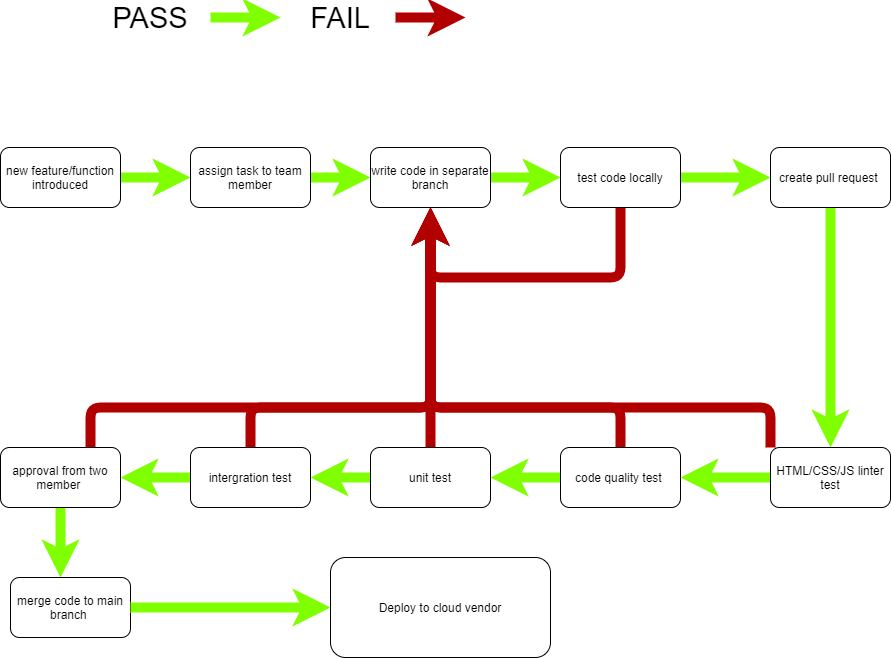 PASS
FAIL
new feature/function
introduced
assign task to team
member
write code in separate
branch
test code locally
create pull request
approval from two
member
intergration test
unit test
code quality test
HTML/CSS/JS linter
test
merge code to main
branch
Deploy to cloud vendor